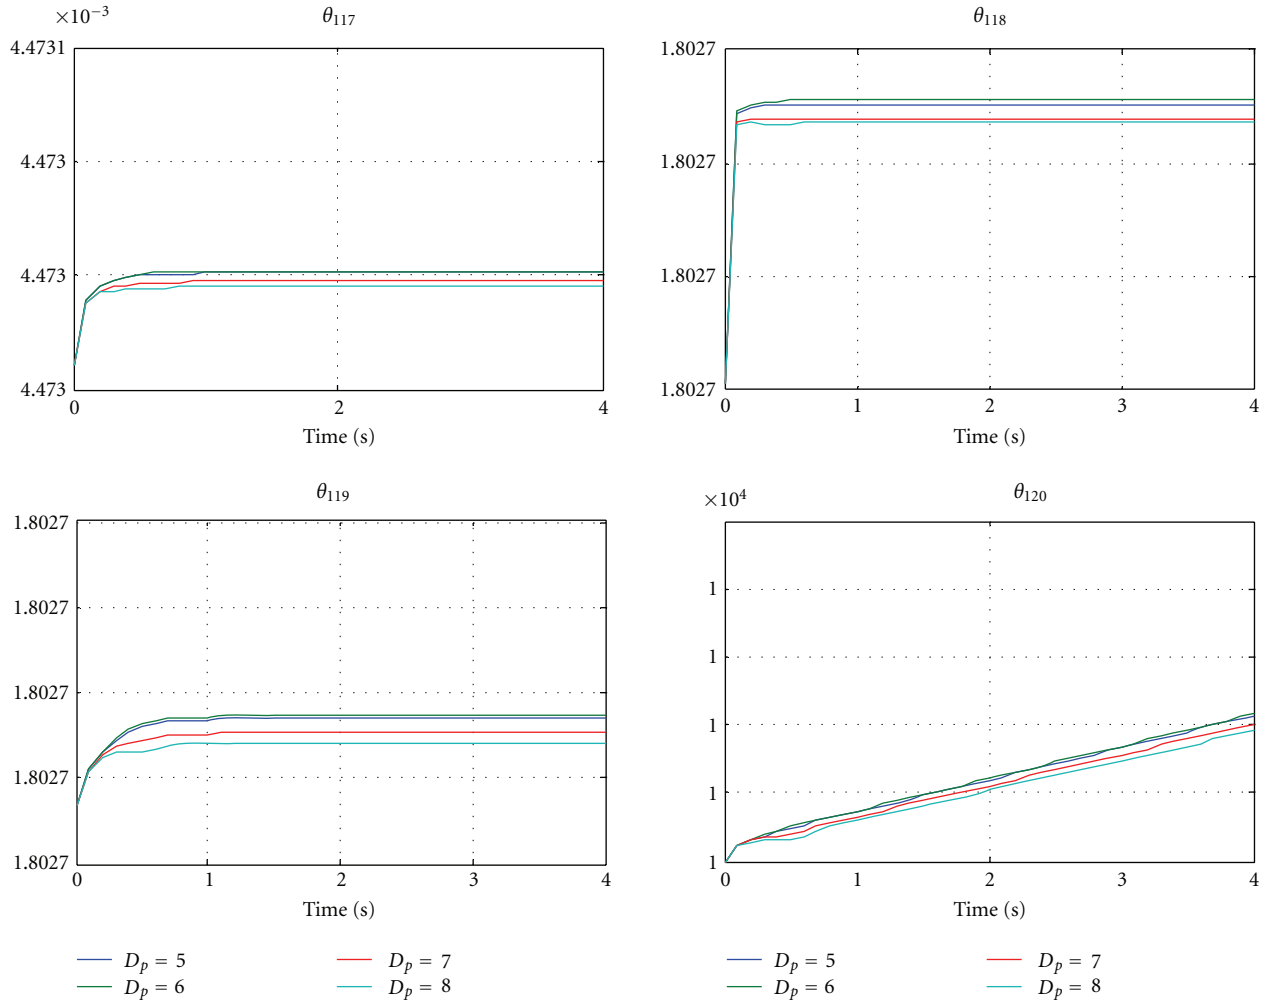 ×10⁻³
θ₁₁₇
4.4731
4.473
4.473
4.473
0
2
4
Time (s)
θ₁₁₈
1.8027
1.8027
1.8027
1.8027
0
1
2
3
4
Time (s)
θ₁₁₉
1.8027
1.8027
1.8027
1.8027
1.8027
0
1
2
3
4
Time (s)
×10⁴
θ₁₂₀
1
1
1
1
1
0
1
2
3
4
Time (s)
Dₚ = 5
Dₚ = 6
Dₚ = 7
Dₚ = 8
Dₚ = 5
Dₚ = 6
Dₚ = 7
Dₚ = 8